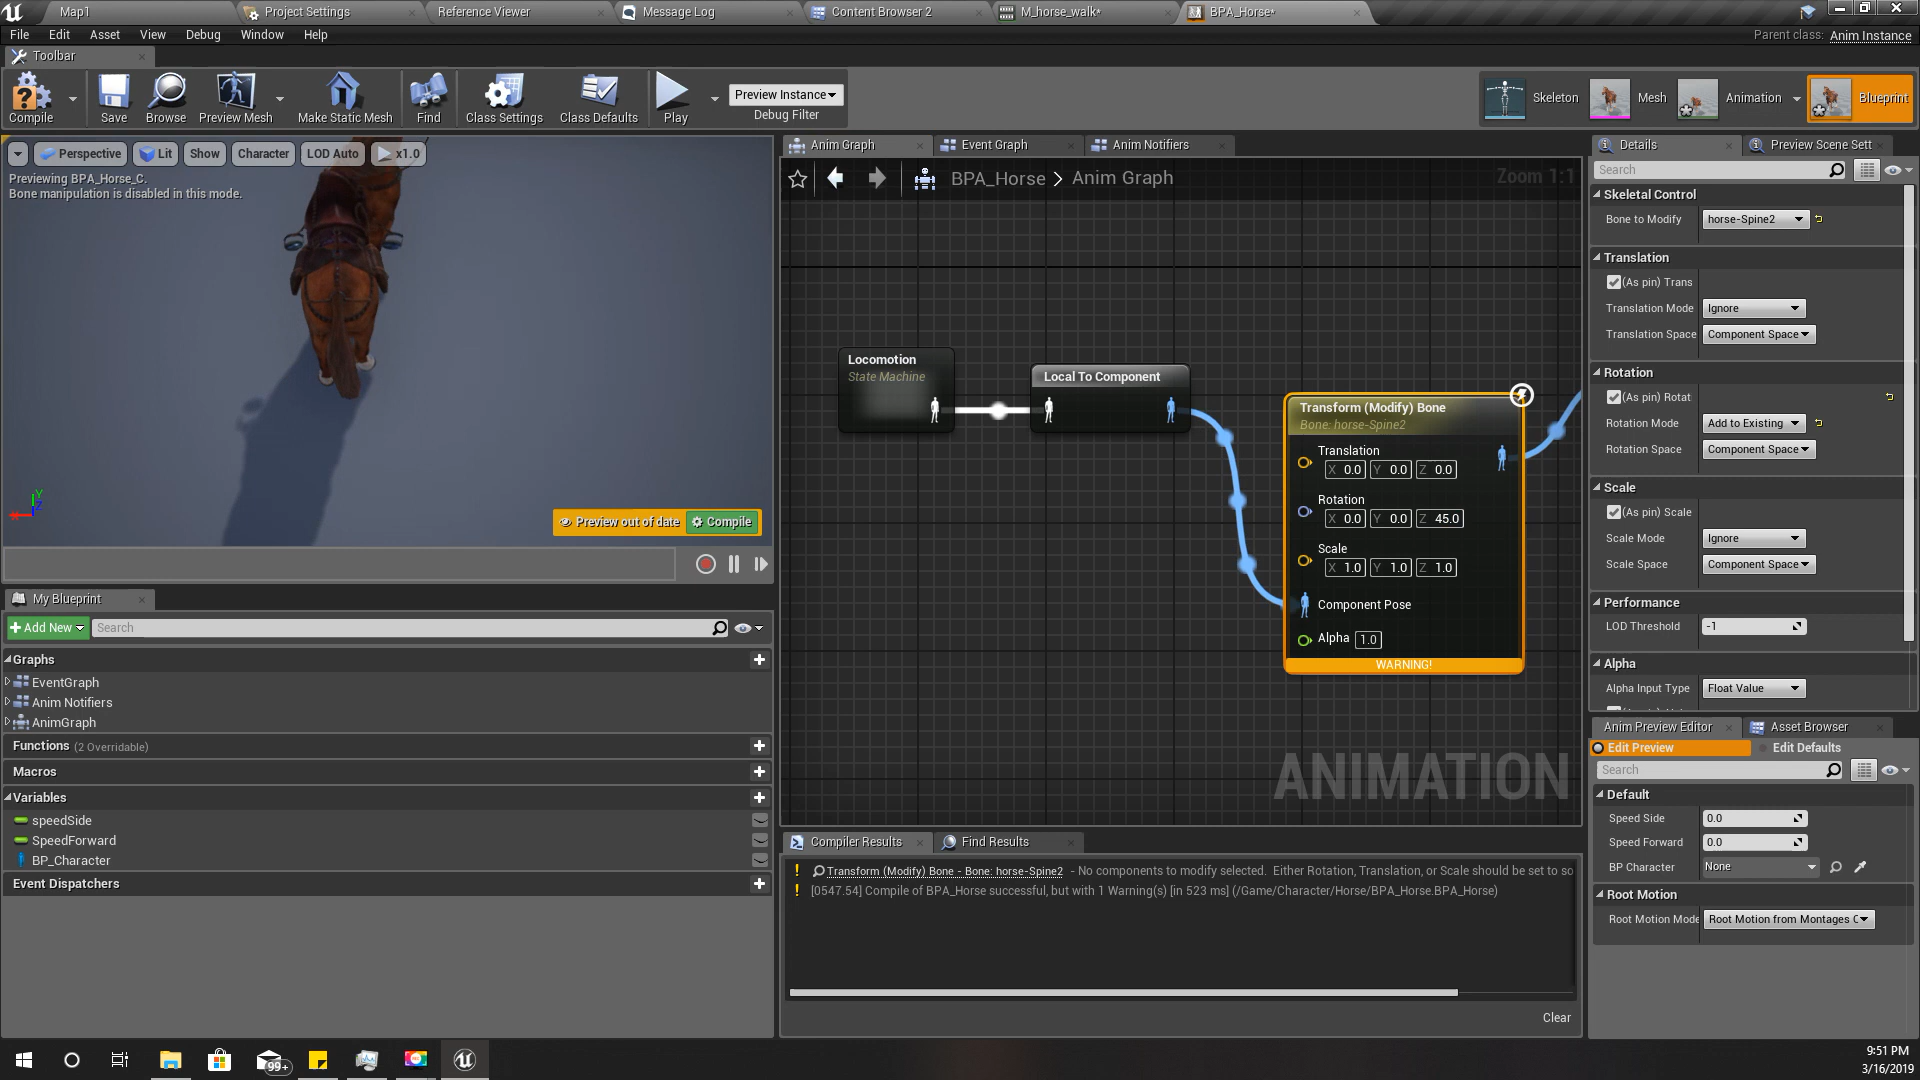 Map1
Project Settings
Reference Viewer
Message Log
Content Browser 2
M_horse_walk*
BPA_Horse*
File Edit Asset View Debug Window Help
Parent class: Anim Instance
Toolbar
Compile
Save
Browse
Preview Mesh
Make Static Mesh
Find
Class Settings
Class Defaults
Play
Preview Instance
Debug Filter
Skeleton
Mesh
Animation
Blueprint
Perspective
Lit
Show
Character
LOD Auto
x1.0
Previewing BPA_Horse_C.
Bone manipulation is disabled in this mode.
Y
Z
X
Preview out of date
Compile
My Blueprint
Add New
Search
Graphs
EventGraph
Anim Notifiers
AnimGraph
Functions (2 Overridable)
Macros
Variables
speedSide
SpeedForward
BP_Character
Event Dispatchers
Anim Graph
Event Graph
Anim Notifiers
BPA_Horse > Anim Graph
Zoom 1:1
Locomotion
State Machine
Local To Component
Transform (Modify) Bone
Bone: horse-Spine2
Translation
X 0.0 Y 0.0 Z 0.0
Rotation
X 0.0 Y 0.0 Z 45.0
Scale
X 1.0 Y 1.0 Z 1.0
Component Pose
Alpha 1.0
WARNING!
ANIMATION
Compiler Results
Find Results
Transform (Modify) Bone - Bone: horse-Spine2 - No components to modify selected. Either Rotation, Translation, or Scale should be set to so
[0547.54] Compile of BPA_Horse successful, but with 1 Warning(s) [in 523 ms] (/Game/Character/Horse/BPA_Horse.BPA_Horse)
Clear
Details
Preview Scene Sett
Search
Skeletal Control
Bone to Modify horse-Spine2
Translation
(As pin) Trans
Translation Mode Ignore
Translation Space Component Space
Rotation
(As pin) Rotat
Rotation Mode Add to Existing
Rotation Space Component Space
Scale
(As pin) Scale
Scale Mode Ignore
Scale Space Component Space
Performance
LOD Threshold -1
Alpha
Alpha Input Type Float Value
Anim Preview Editor
Asset Browser
Edit Preview
Edit Defaults
Search
Default
Speed Side 0.0
Speed Forward 0.0
BP Character None
Root Motion
Root Motion Mode Root Motion from Montages O
99+
9:51 PM
3/16/2019